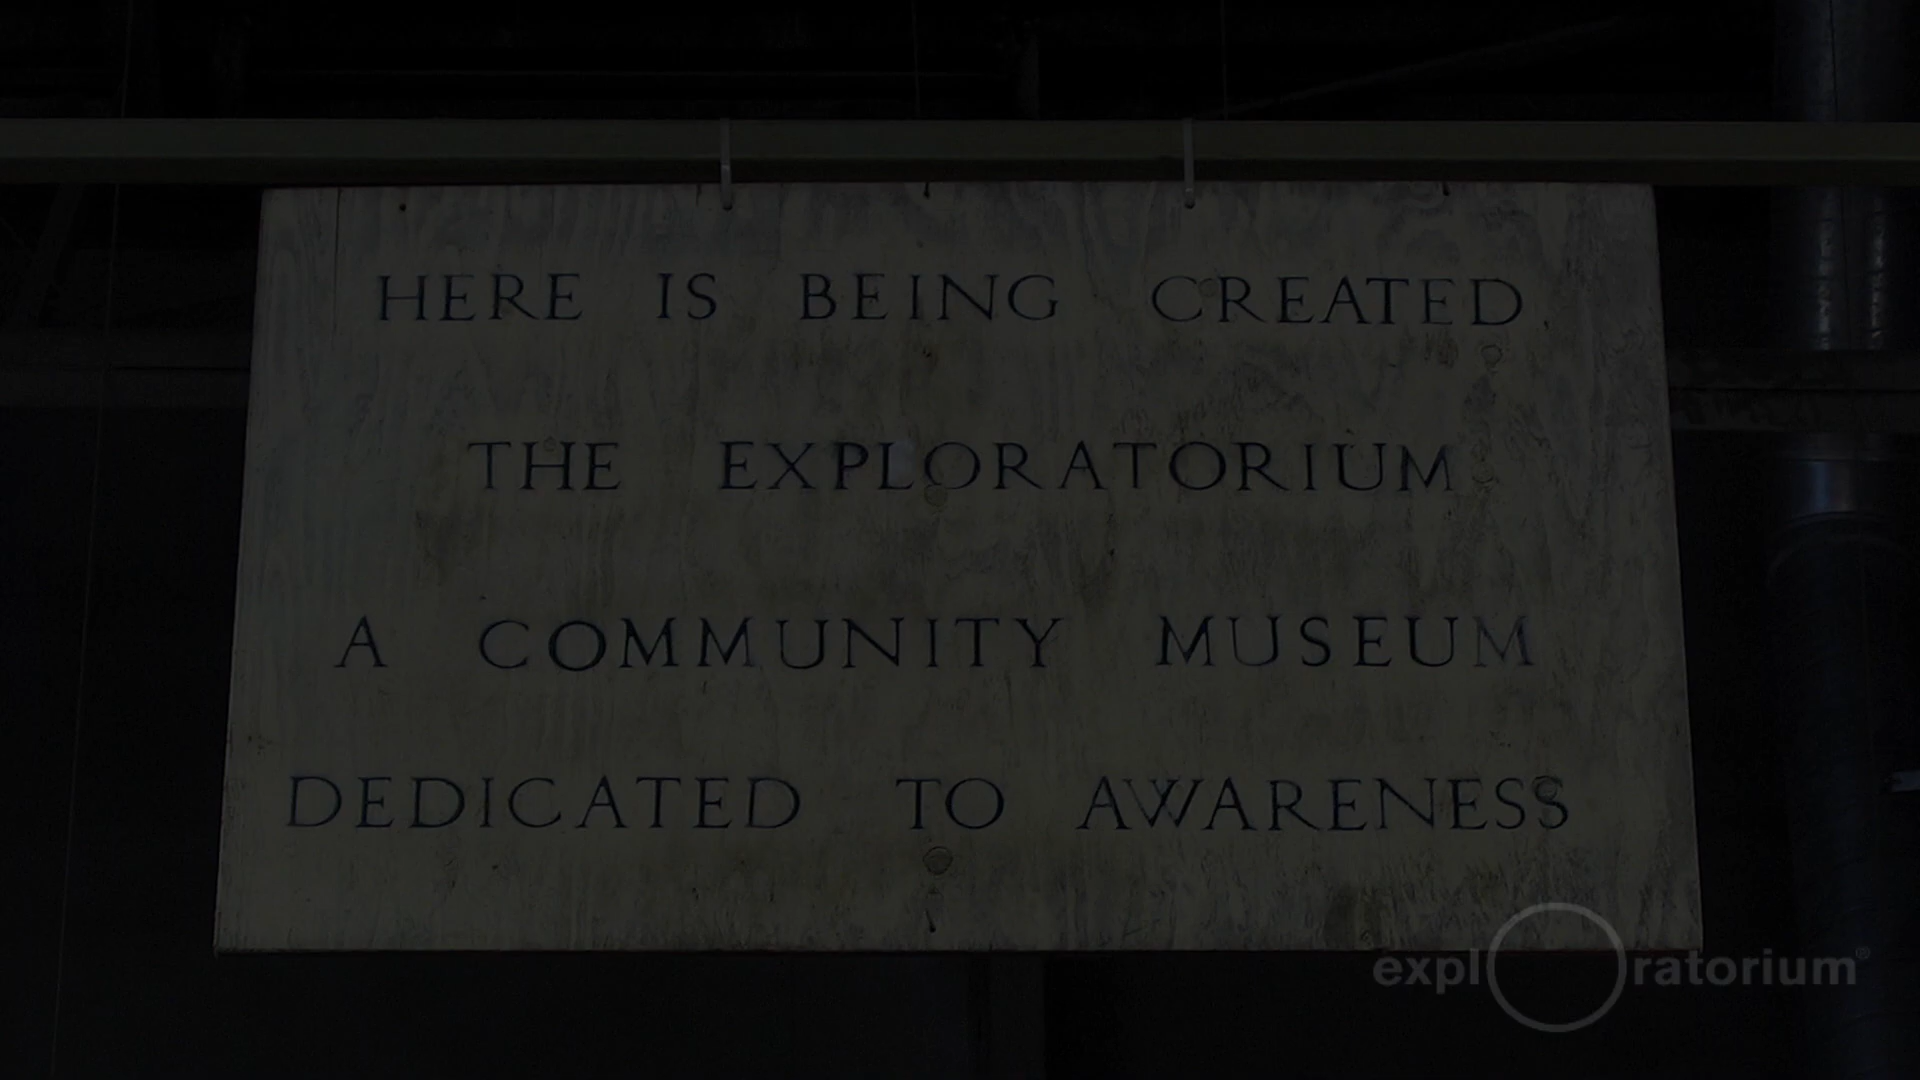 HERE IS BEING CREATED
THE EXPLORATORIUM
A COMMUNITY MUSEUM
DEDICATED TO AWARENESS
exploratorium®